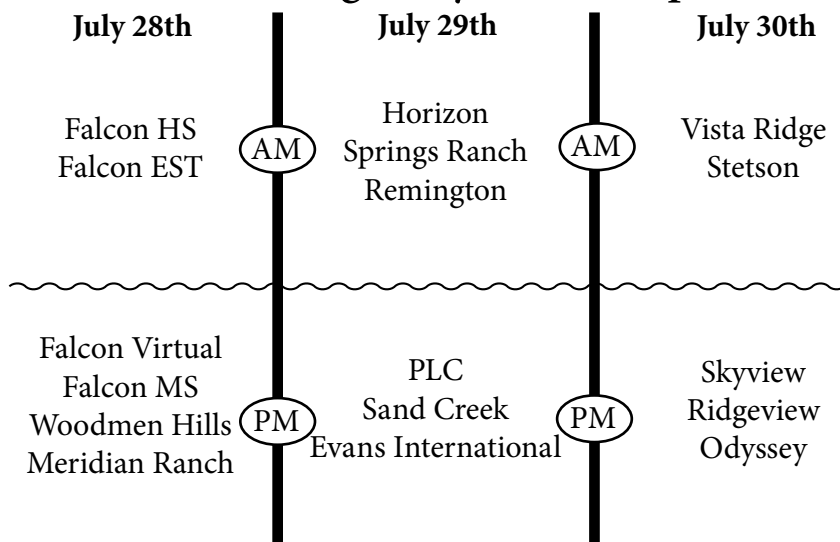 July 28th
July 29th
July 30th
Falcon HS
Falcon EST
AM
Horizon
Springs Ranch
Remington
AM
Vista Ridge
Stetson
Falcon Virtual
Falcon MS
Woodmen Hills
Meridian Ranch
PM
PLC
Sand Creek
Evans International
PM
Skyview
Ridgeview
Odyssey